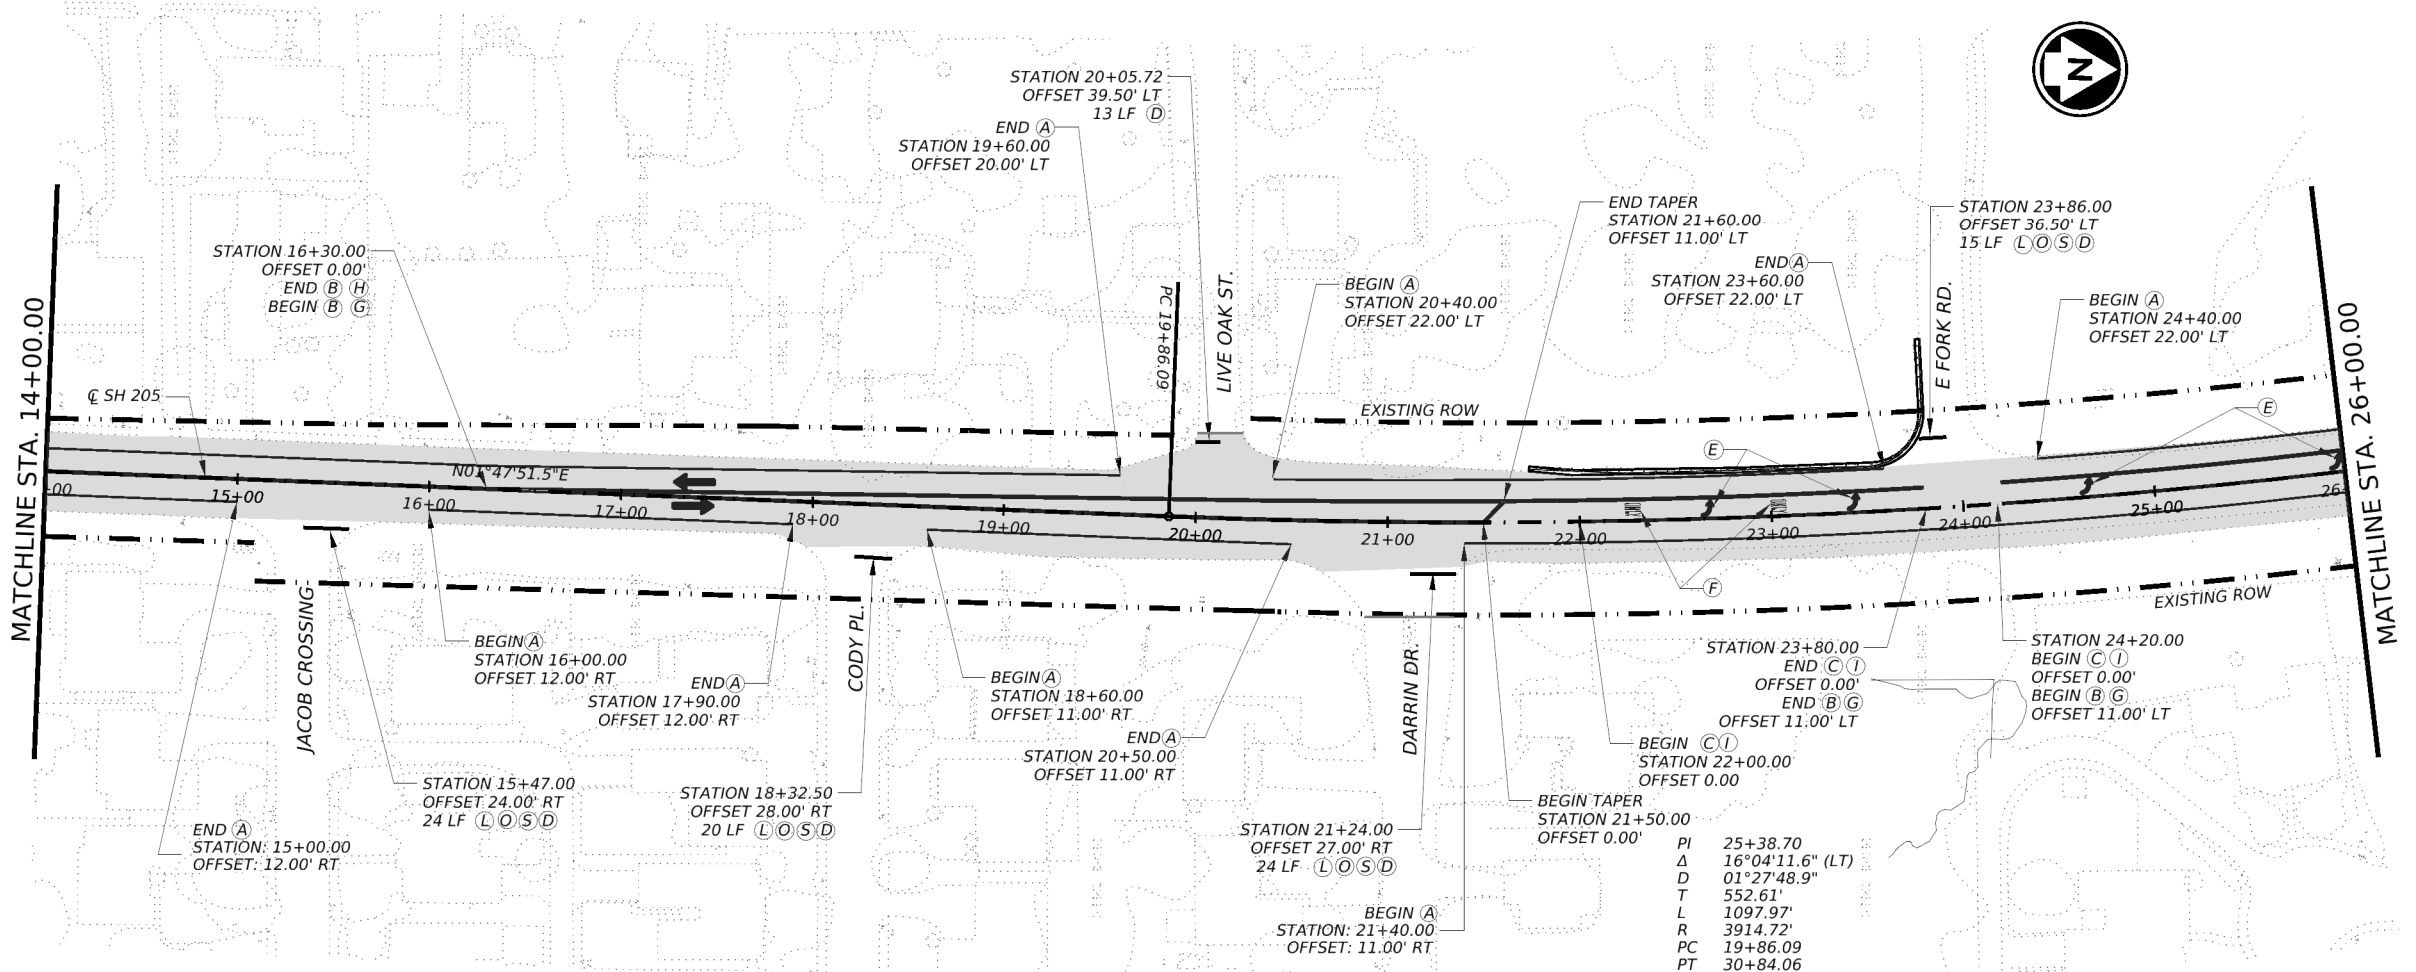 N
STATION 20+05.72
OFFSET 39.50' LT
13 LF D
END A
STATION 19+60.00
OFFSET 20.00' LT
STATION 16+30.00
OFFSET 0.00'
END B H
BEGIN B G
END TAPER
STATION 21+60.00
OFFSET 11.00' LT
STATION 23+86.00
OFFSET 36.50' LT
15 LF L O S D
END A
STATION 23+60.00
OFFSET 22.00' LT
BEGIN A
STATION 20+40.00
OFFSET 22.00' LT
BEGIN A
STATION 24+40.00
OFFSET 22.00' LT
MATCHLINE STA. 14+00.00
℄ SH 205
PC 19+86.09
LIVE OAK ST.
E FORK RD.
MATCHLINE STA. 26+00.00
EXISTING ROW
E
E
N01°47'51.5"E
-00
15+00
16+00
17+00
18+00
19+00
20+00
21+00
22+00
23+00
24+00
25+00
26
F
EXISTING ROW
JACOB CROSSING
CODY PL.
DARRIN DR.
BEGIN A
STATION 16+00.00
OFFSET 12.00' RT
END A
STATION 17+90.00
OFFSET 12.00' RT
BEGIN A
STATION 18+60.00
OFFSET 11.00' RT
END A
STATION 20+50.00
OFFSET 11.00' RT
STATION 23+80.00
END C I
OFFSET 0.00'
END B G
OFFSET 11.00' LT
STATION 24+20.00
BEGIN C I
OFFSET 0.00'
BEGIN B G
OFFSET 11.00' LT
BEGIN C I
STATION 22+00.00
OFFSET 0.00
STATION 15+47.00
OFFSET 24.00' RT
24 LF L O S D
STATION 18+32.50
OFFSET 28.00' RT
20 LF L O S D
BEGIN TAPER
STATION 21+50.00
OFFSET 0.00'
END A
STATION: 15+00.00
OFFSET: 12.00' RT
STATION 21+24.00
OFFSET 27.00' RT
24 LF L O S D
BEGIN A
STATION: 21+40.00
OFFSET: 11.00' RT
PI 25+38.70
Δ 16°04'11.6" (LT)
D 01°27'48.9"
T 552.61'
L 1097.97'
R 3914.72'
PC 19+86.09
PT 30+84.06